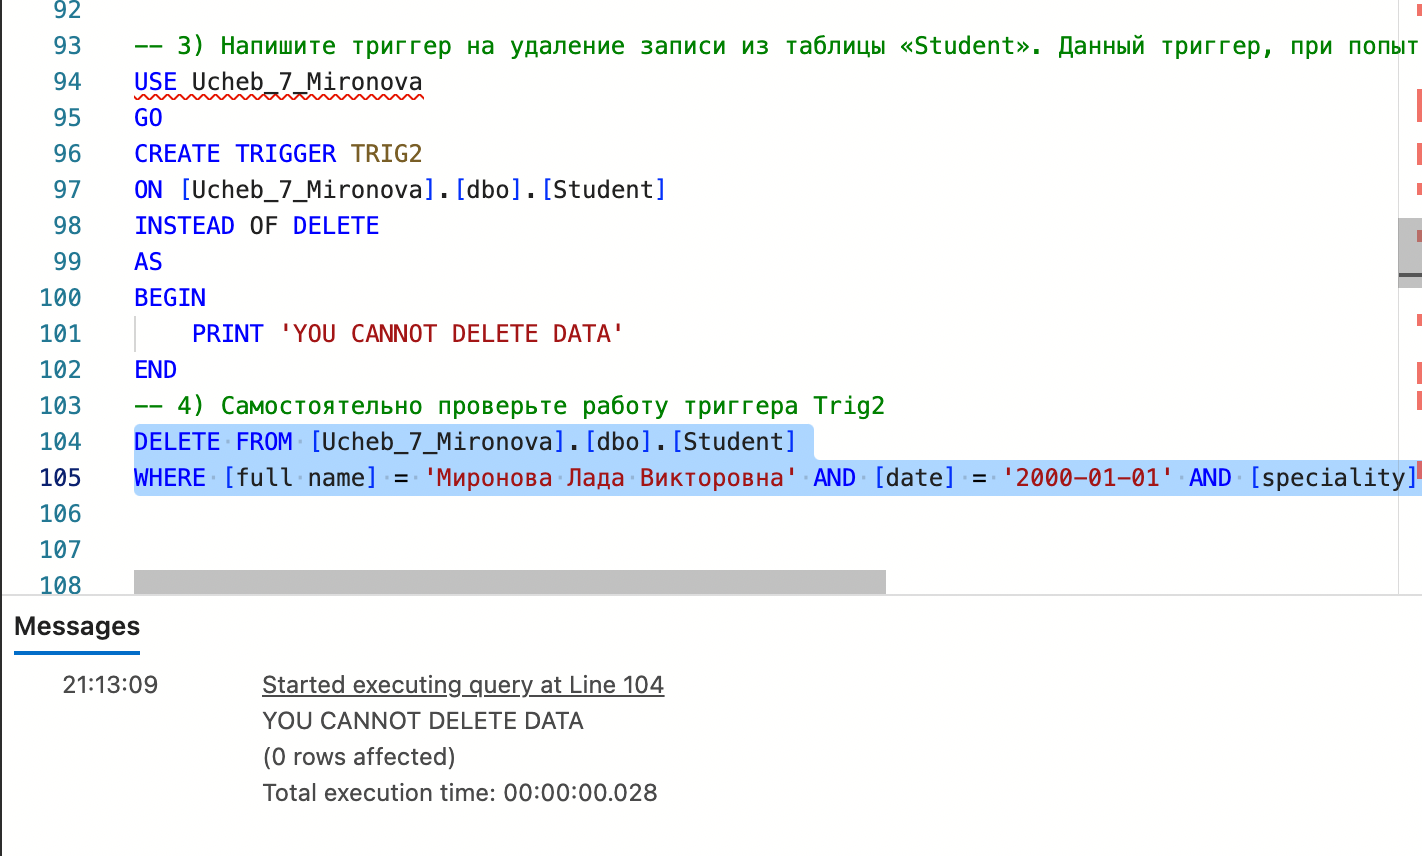 92
93 -- 3) Напишите триггер на удаление записи из таблицы «Student». Данный триггер, при попыт
94 USE Ucheb_7_Mironova
95 GO
96 CREATE TRIGGER TRIG2
97 ON [Ucheb_7_Mironova].[dbo].[Student]
98 INSTEAD OF DELETE
99 AS
100 BEGIN
101 PRINT 'YOU CANNOT DELETE DATA'
102 END
103 -- 4) Самостоятельно проверьте работу триггера Trig2
104 DELETE FROM [Ucheb_7_Mironova].[dbo].[Student]
105 WHERE [full name] = 'Миронова Лада Викторовна' AND [date] = '2000-01-01' AND [speciality]
106
107
108
Messages
21:13:09 Started executing query at Line 104
YOU CANNOT DELETE DATA
(0 rows affected)
Total execution time: 00:00:00.028